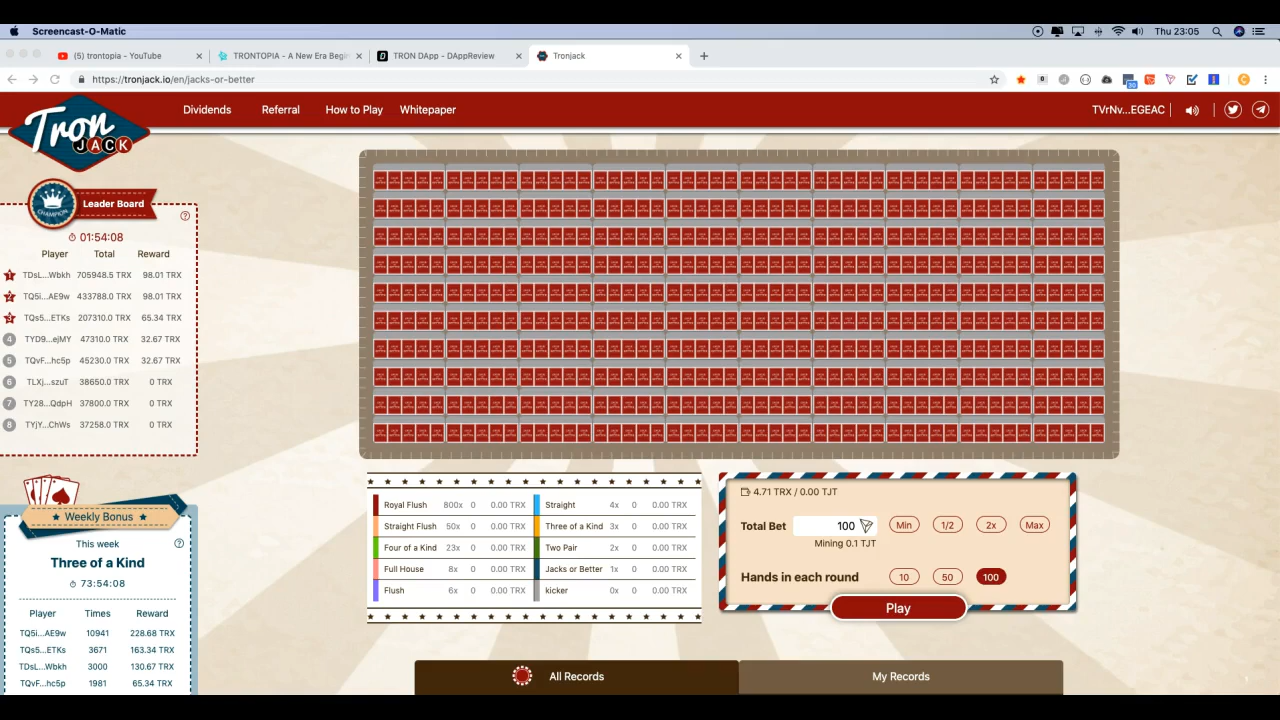 Screencast-O-Matic
Thu 23:05
(5) trontopia - YouTube
TRONTOPIA - A New Era Begin
TRON DApp - DAppReview
Tronjack
https://tronjack.io/en/jacks-or-better
Tron
JACK
Dividends
Referral
How to Play
Whitepaper
TVrNv...EGEAC
CHAMPION
Leader Board
01:54:08
Player Total Reward
1 TDsL...Wbkh 705948.5 TRX 98.01 TRX
2 TQ5i...AE9w 433788.0 TRX 98.01 TRX
3 TQs5...ETKs 207310.0 TRX 65.34 TRX
4 TYD9...ejMY 47310.0 TRX 32.67 TRX
5 TQvF...hc5p 45230.0 TRX 32.67 TRX
6 TLXj...szuT 38650.0 TRX 0 TRX
7 TY28...QdpH 37800.0 TRX 0 TRX
8 TYjY...ChWs 37258.0 TRX 0 TRX
Weekly Bonus
This week
Three of a Kind
73:54:08
Player Times Reward
TQ5i...AE9w 10941 228.68 TRX
TQs5...ETKs 3671 163.34 TRX
TDsL...Wbkh 3000 130.67 TRX
TQvF...hc5p 1981 65.34 TRX
Royal Flush 800x 0 0.00 TRX
Straight Flush 50x 0 0.00 TRX
Four of a Kind 23x 0 0.00 TRX
Full House 8x 0 0.00 TRX
Flush 6x 0 0.00 TRX
Straight 4x 0 0.00 TRX
Three of a Kind 3x 0 0.00 TRX
Two Pair 2x 0 0.00 TRX
Jacks or Better 1x 0 0.00 TRX
kicker 0x 0 0.00 TRX
4.71 TRX / 0.00 TJT
Total Bet 100 Min 1/2 2x Max
Mining 0.1 TJT
Hands in each round 10 50 100
Play
All Records
My Records